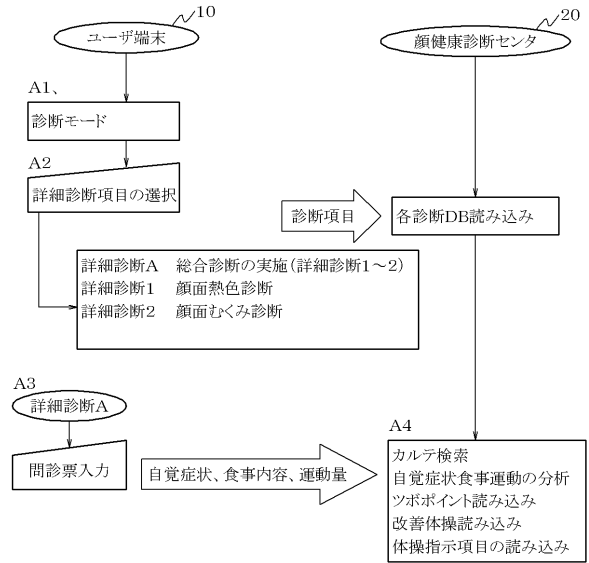 10
ユーザ端末
20
顔健康診断センタ
A1、
診断モード
A2
詳細診断項目の選択
診断項目
各診断DB読み込み
詳細診断A 総合診断の実施（詳細診断1～2）
詳細診断1 顔面熱色診断
詳細診断2 顔面むくみ診断
A3
詳細診断A
問診票入力
自覚症状、食事内容、運動量
A4
カルテ検索
自覚症状食事運動の分析
ツボポイント読み込み
改善体操読み込み
体操指示項目の読み込み